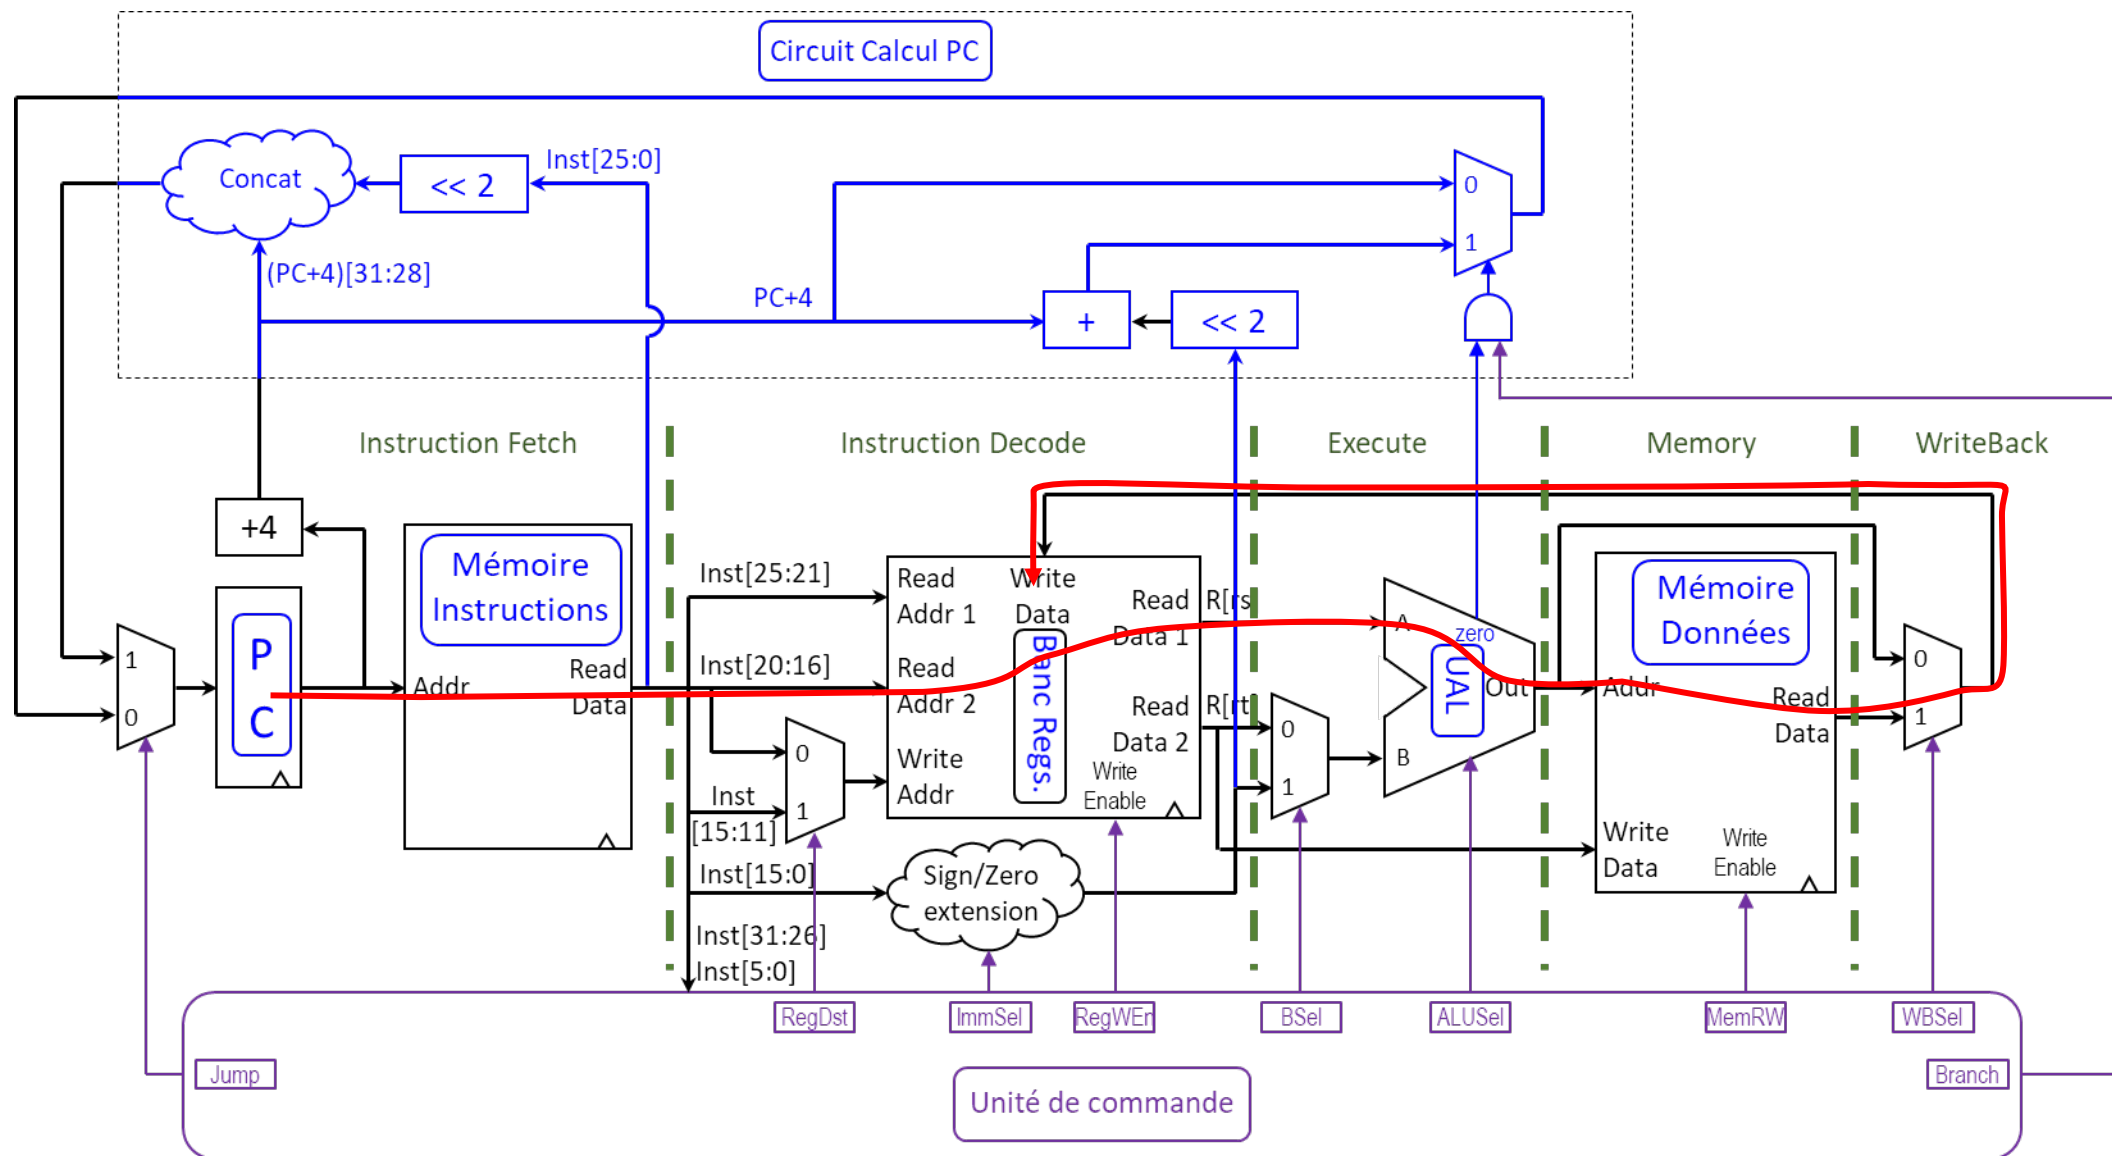 Circuit Calcul PC
Concat
<< 2
Inst[25:0]
0
1
(PC+4)[31:28]
PC+4
+
<< 2
Instruction Fetch
Instruction Decode
Execute
Memory
WriteBack
+4
Mémoire
Instructions
P
C
1
0
Addr
Read
Data
Inst[25:21]
Inst[20:16]
Inst
[15:11]
Inst[15:0]
Inst[31:26]
Inst[5:0]
0
1
Read
Addr 1
Read
Addr 2
Write
Addr
Write
Data
Banc Regs.
Read
Data 1
Read
Data 2
Write
Enable
R[rs
R[rt
Sign/Zero
extension
0
1
A
B
zero
UAL
Out
Mémoire
Données
Addr
Read
Data
Write
Data
Write
Enable
0
1
RegDst
ImmSel
RegWEn
BSel
ALUSel
MemRW
WBSel
Jump
Branch
Unité de commande